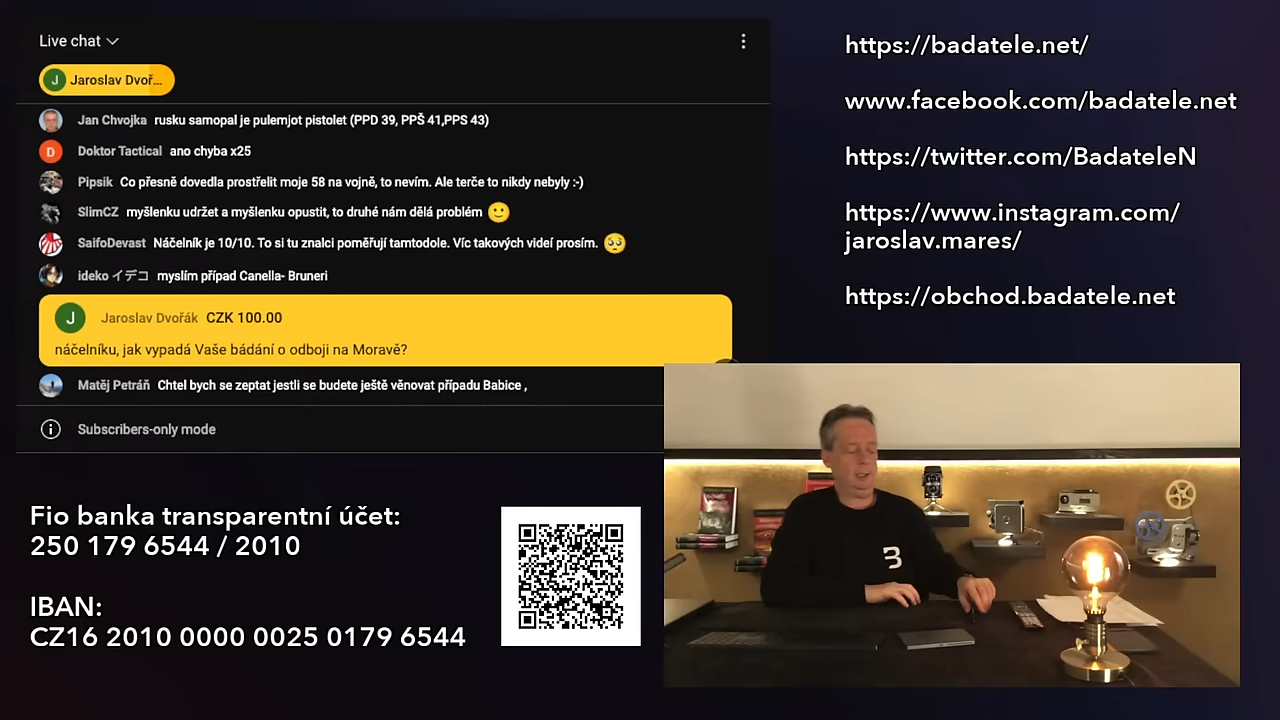 Live chat
J Jaroslav Dvoř...
Jan Chvojka rusku samopal je pulemjot pistolet (PPD 39, PPŠ 41,PPS 43)
D Doktor Tactical ano chyba x25
Pipsik Co přesně dovedla prostřelit moje 58 na vojně, to nevím. Ale terče to nikdy nebyly :-)
SlimCZ myšlenku udržet a myšlenku opustit, to druhé nám dělá problém 🙂
SaifoDevast Náčelník je 10/10. To si tu znalci poměřují tamtodole. Víc takových videí prosím. 🥺
ideko イデコ myslím případ Canella- Bruneri
J Jaroslav Dvořák CZK 100.00
náčelníku, jak vypadá Vaše bádání o odboji na Moravě?
Matěj Petráň Chtel bych se zeptat jestli se budete ještě věnovat případu Babice ,
Subscribers-only mode
https://badatele.net/
www.facebook.com/badatele.net
https://twitter.com/BadateleN
https://www.instagram.com/
jaroslav.mares/
https://obchod.badatele.net
Fio banka transparentní účet:
250 179 6544 / 2010
IBAN:
CZ16 2010 0000 0025 0179 6544